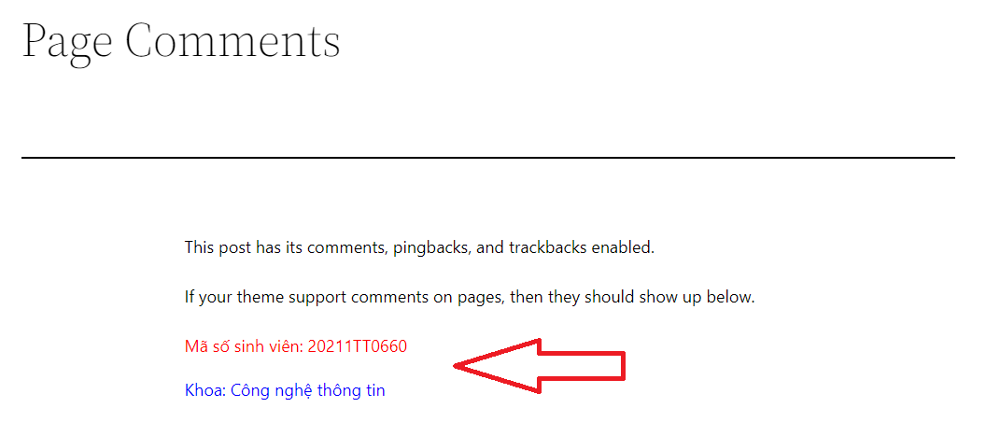 Page Comments
This post has its comments, pingbacks, and trackbacks enabled.
If your theme support comments on pages, then they should show up below.
Mã số sinh viên: 20211TT0660
Khoa: Công nghệ thông tin